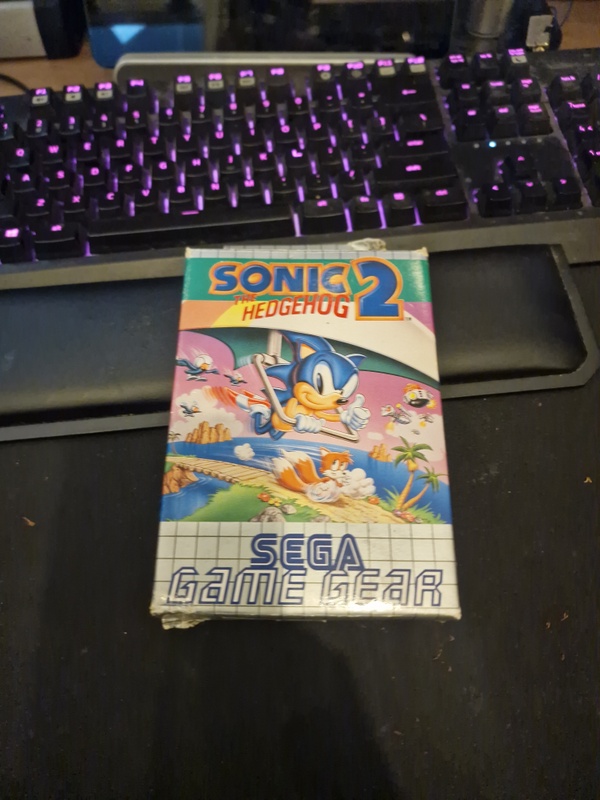 SONIC 2
THE
HEDGEHOG
SEGA
GAME GEAR